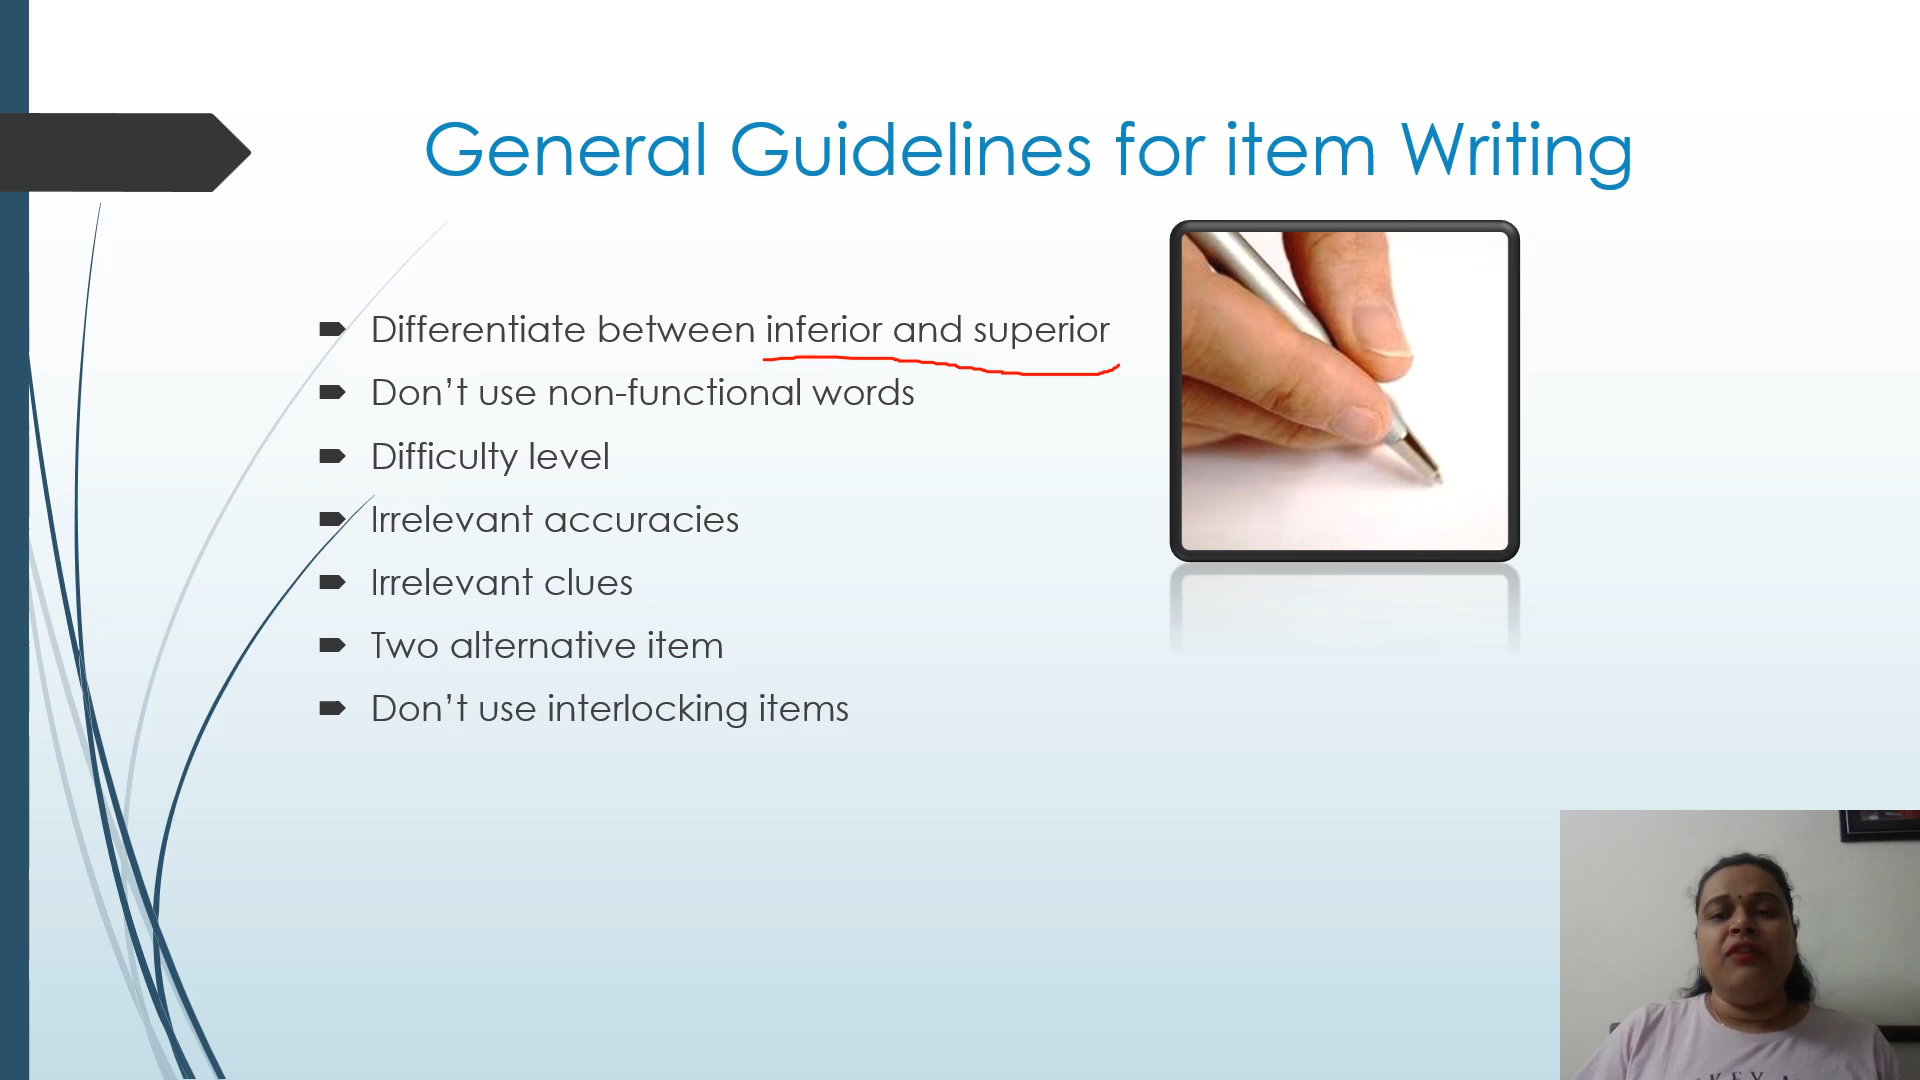 General Guidelines for item Writing
Differentiate between inferior and superior
Don’t use non-functional words
Difficulty level
Irrelevant accuracies
Irrelevant clues
Two alternative item
Don’t use interlocking items